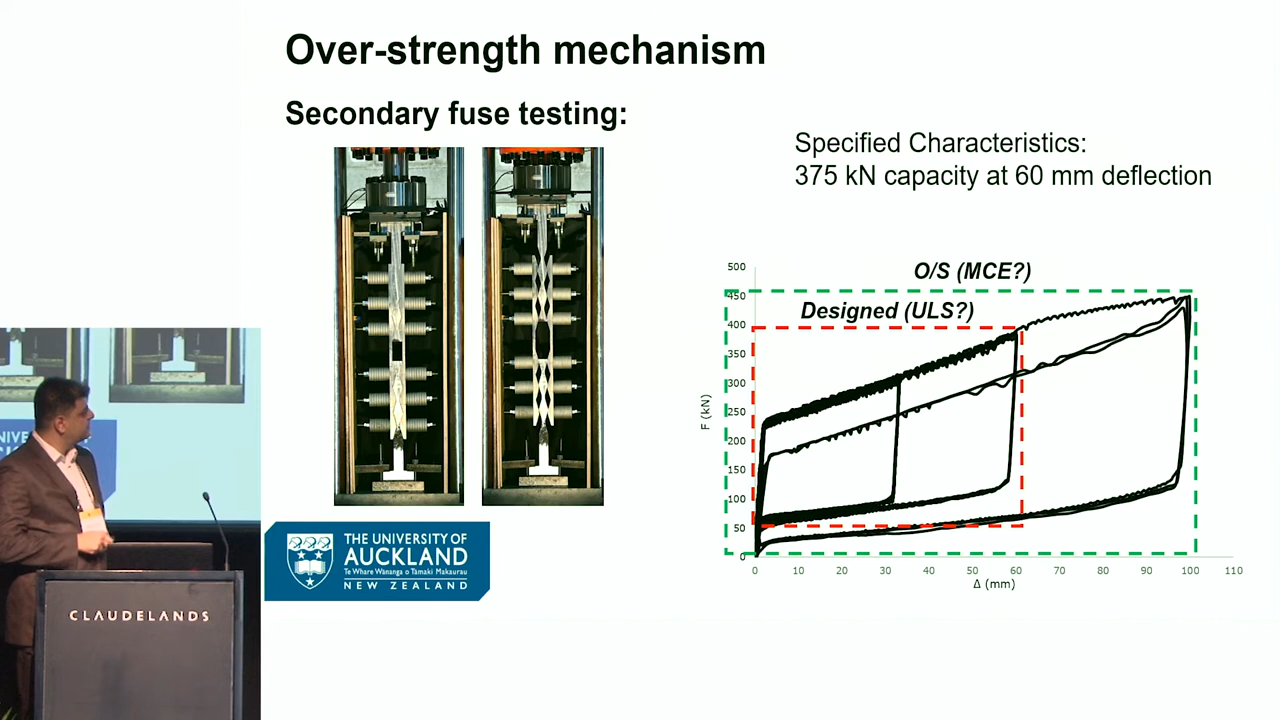 Over-strength mechanism
Secondary fuse testing:
Specified Characteristics:
375 kN capacity at 60 mm deflection
O/S (MCE?)
Designed (ULS?)
500
450
400
350
300
250
200
150
100
50
0
F (kN)
0 10 20 30 40 50 60 70 80 90 100 110
Δ (mm)
THE UNIVERSITY OF
AUCKLAND
Te Whare Wānanga o Tāmaki Makaurau
NEW ZEALAND
CLAUDELANDS